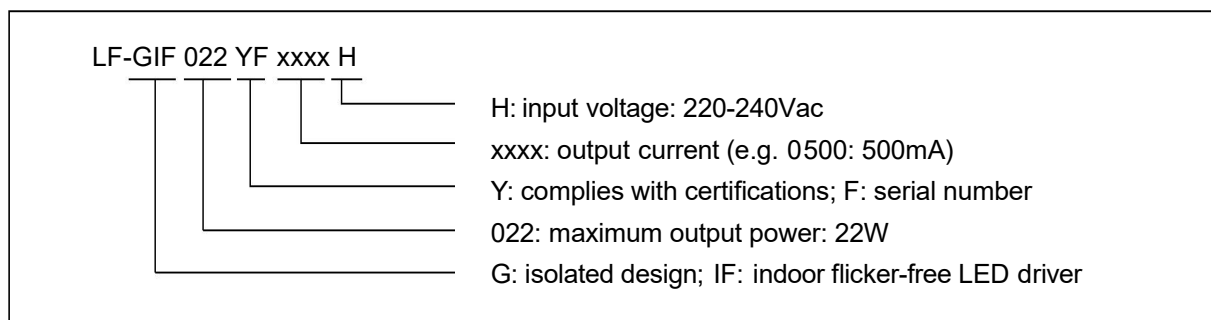 LF-GIF 022 YF xxxx H
H: input voltage: 220-240Vac
xxxx: output current (e.g. 0500: 500mA)
Y: complies with certifications; F: serial number
022: maximum output power: 22W
G: isolated design; IF: indoor flicker-free LED driver